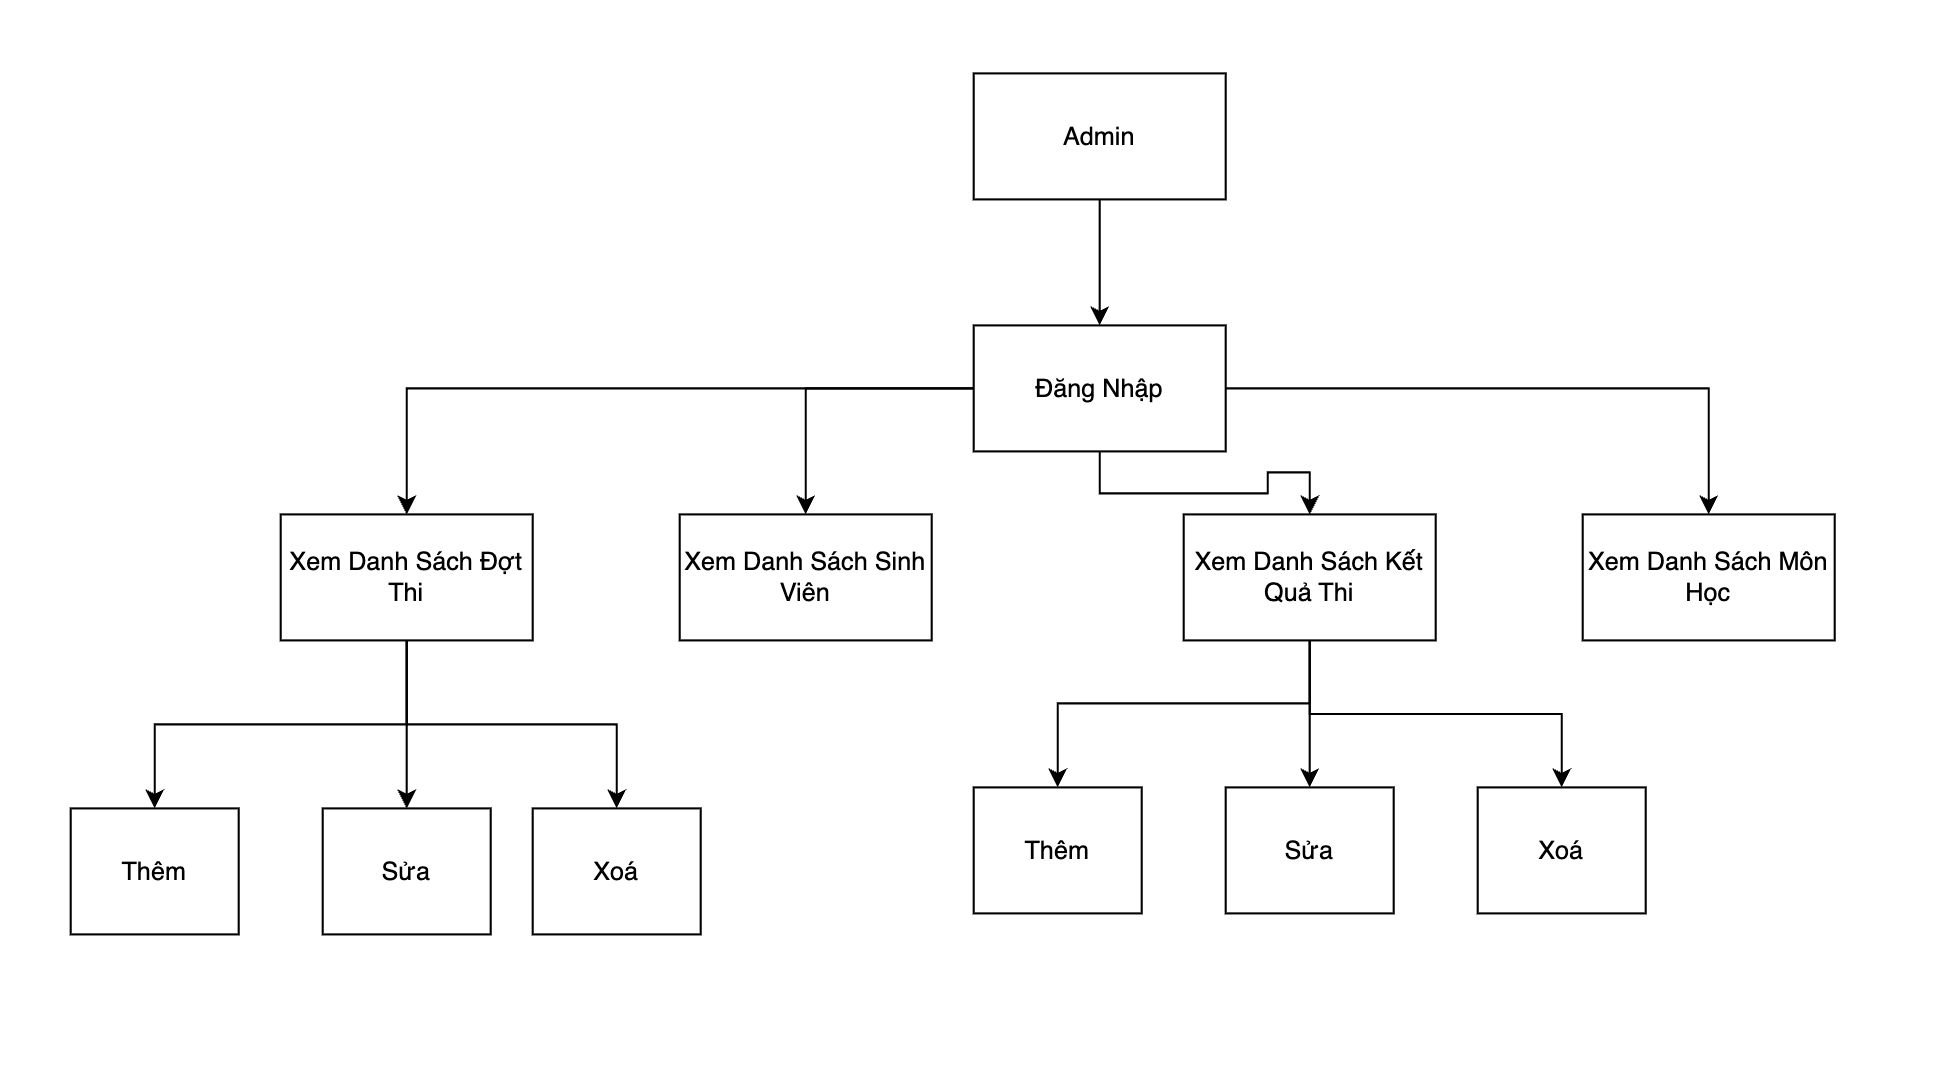 Admin
Đăng Nhập
Xem Danh Sách Đợt
Thi
Xem Danh Sách Sinh
Viên
Xem Danh Sách Kết
Quả Thi
Xem Danh Sách Môn
Học
Thêm
Sửa
Xoá
Thêm
Sửa
Xoá